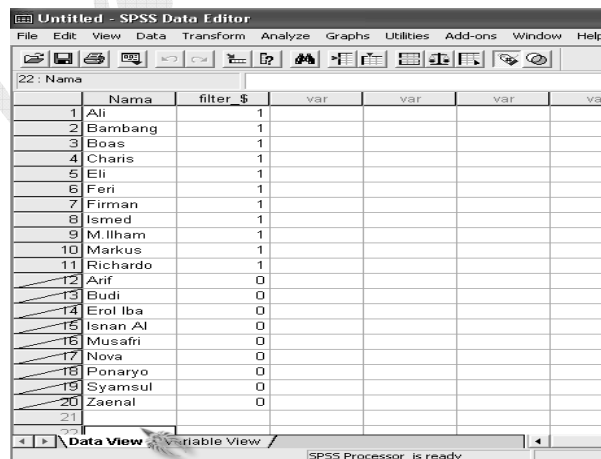 Untitled - SPSS Data Editor
File Edit View Data Transform Analyze Graphs Utilities Add-ons Window Help
22 : Nama
Nama filter_$ var var var va
1 Ali 1
2 Bambang 1
3 Boas 1
4 Charis 1
5 Eli 1
6 Feri 1
7 Firman 1
8 Ismed 1
9 M.Ilham 1
10 Markus 1
11 Richardo 1
12 Arif 0
13 Budi 0
14 Erol Iba 0
15 Isnan Al 0
16 Musafri 0
17 Nova 0
18 Ponaryo 0
19 Syamsul 0
20 Zaenal 0
21
22
Data View Variable View
SPSS Processor is ready